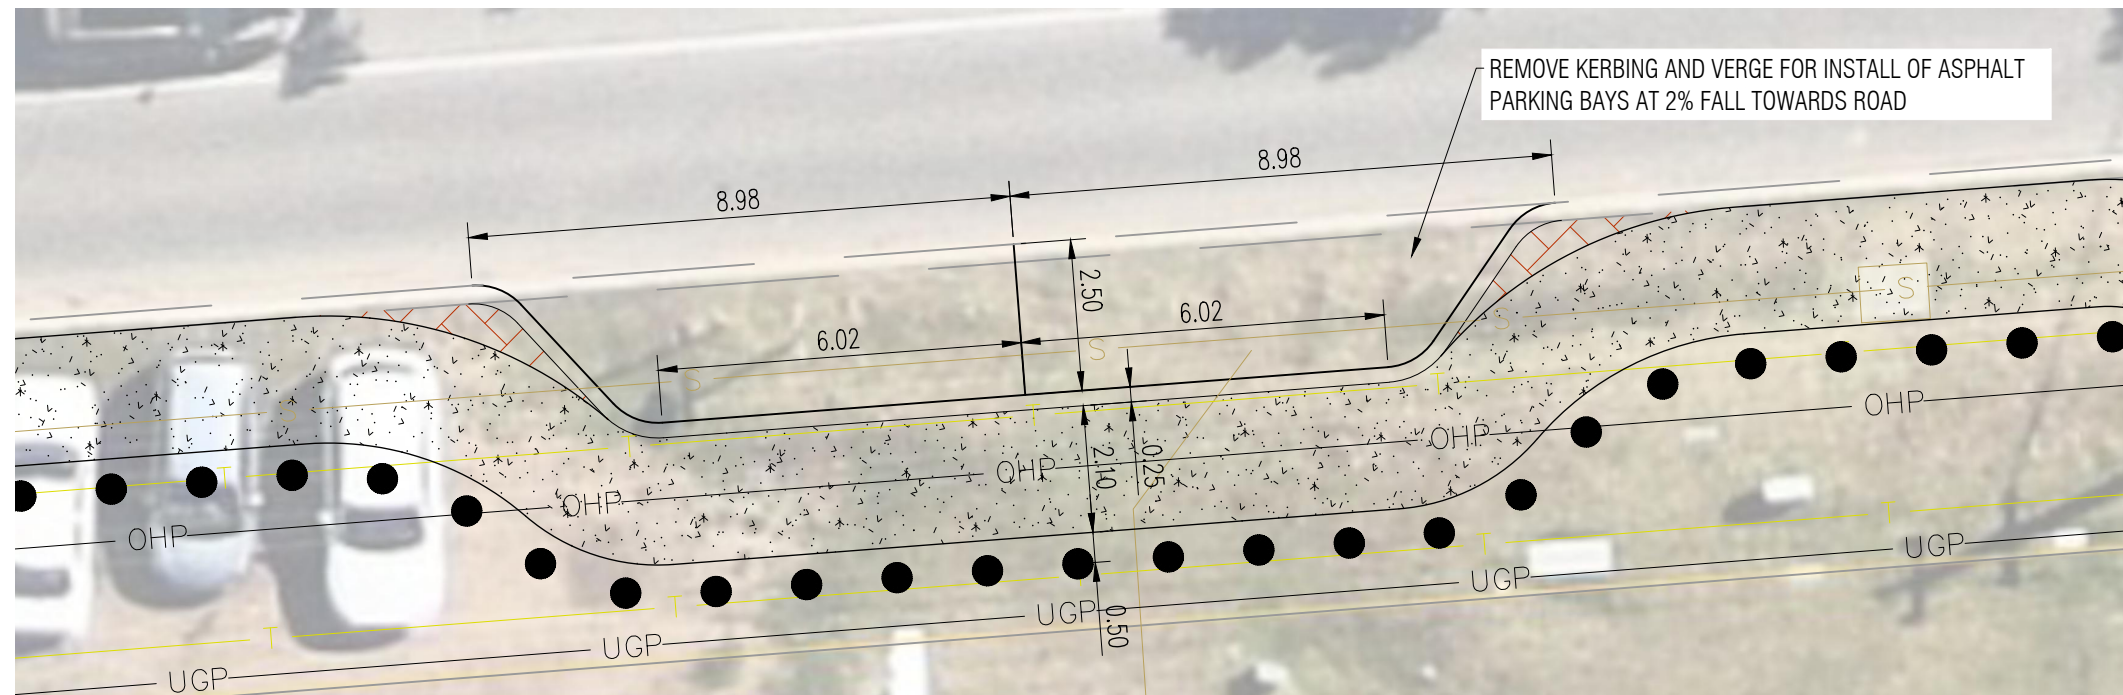 REMOVE KERBING AND VERGE FOR INSTALL OF ASPHALT
PARKING BAYS AT 2% FALL TOWARDS ROAD
8.98
8.98
2.50
6.02
6.02
S
S
S
S
S
OHP
OHP
OHP
OHP
OHP
2.10
0.25
0.50
UGP
UGP
UGP
UGP
UGP
T
T
T
T
T
T
T
T
T